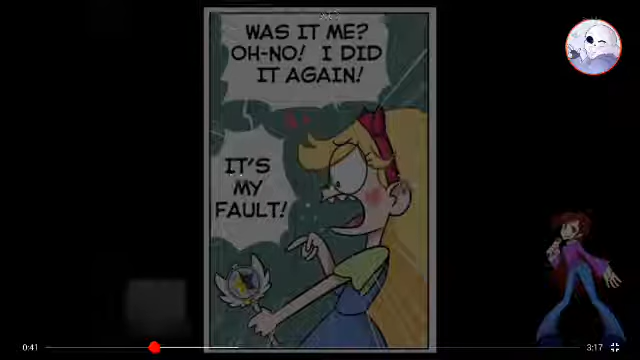 WAS IT ME?
OH-NO! I DID
IT AGAIN!
IT'S
MY
FAULT!
0:41
3:17